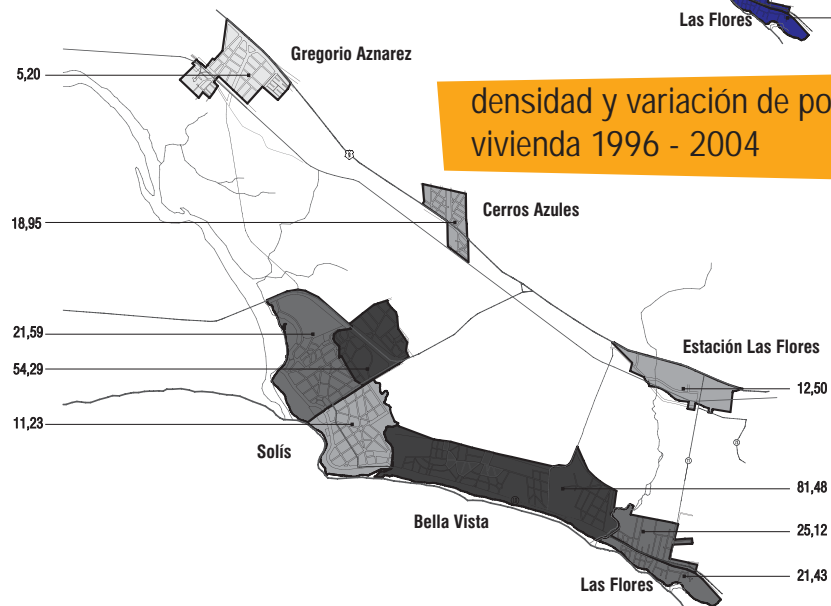 Las Flores
Gregorio Aznarez
5,20
densidad y variación de po
vivienda 1996 - 2004
Cerros Azules
18,95
21,59
Estación Las Flores
54,29
12,50
11,23
Solís
81,48
Bella Vista
25,12
21,43
Las Flores